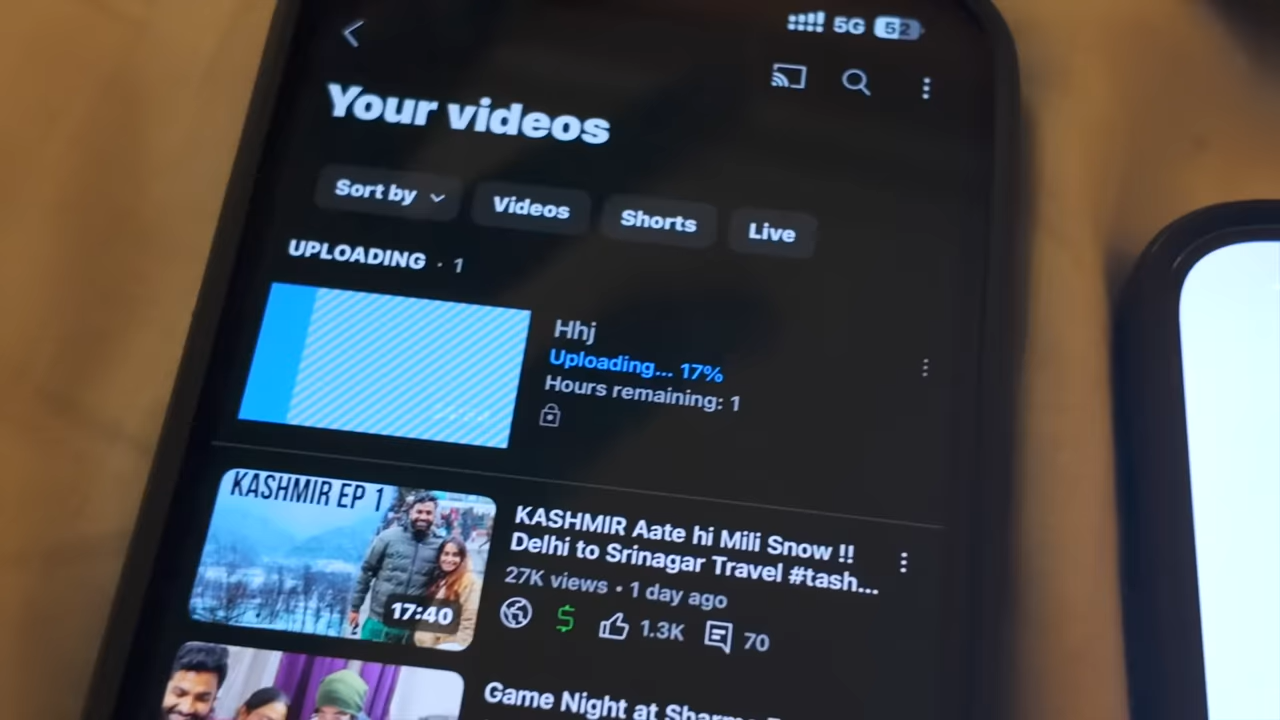 5G 52
Your videos
Sort by Videos Shorts Live
UPLOADING · 1
Hhj
Uploading... 17%
Hours remaining: 1
KASHMIR EP 1
17:40
KASHMIR Aate hi Mili Snow !!
Delhi to Srinagar Travel #tash...
27K views • 1 day ago
$ 1.3K 70
Game Night at